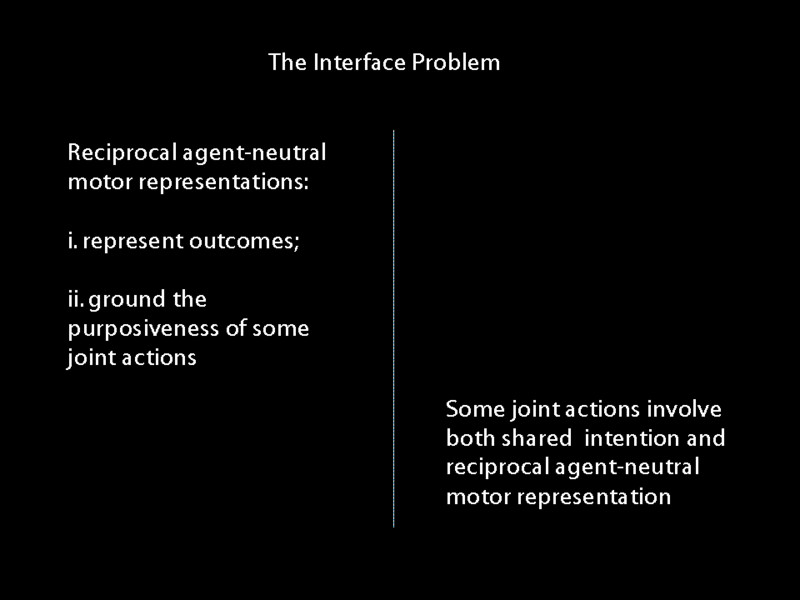 The Interface Problem
Reciprocal agent-neutral
motor representations:
i. represent outcomes;
ii. ground the
purposiveness of some
joint actions
Some joint actions involve
both shared  intention and
reciprocal agent-neutral
motor representation